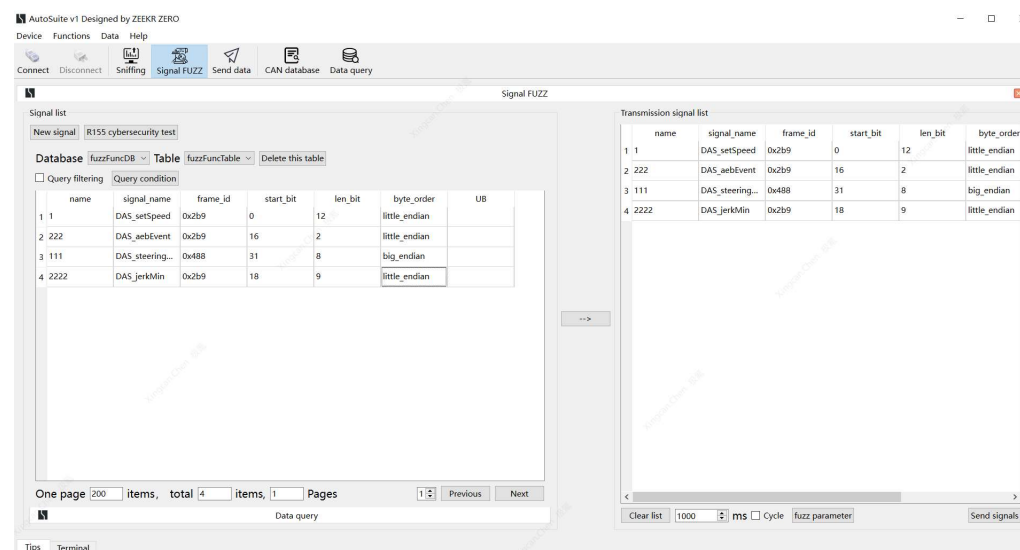 AutoSuite v1 Designed by ZEEKR ZERO
Device Functions Data Help
Connect Disconnect Sniffing Signal FUZZ Send data CAN database Data query
Signal FUZZ
Signal list
New signal R155 cybersecurity test
Database fuzzFuncDB Table fuzzFuncTable Delete this table
Query filtering Query condition
name signal_name frame_id start_bit len_bit byte_order UB
1 1 DAS_setSpeed 0x2b9 0 12 little_endian
2 222 DAS_aebEvent 0x2b9 16 2 little_endian
3 111 DAS_steering... 0x488 31 8 big_endian
4 2222 DAS_jerkMin 0x2b9 18 9 little_endian
One page 200 items, total 4 items, 1 Pages 1 Previous Next
Data query
-->
Transmission signal list
name signal_name frame_id start_bit len_bit byte_order
1 1 DAS_setSpeed 0x2b9 0 12 little_endian
2 222 DAS_aebEvent 0x2b9 16 2 little_endian
3 111 DAS_steering... 0x488 31 8 big_endian
4 2222 DAS_jerkMin 0x2b9 18 9 little_endian
Clear list 1000 ms Cycle fuzz parameter Send signals
Tips Terminal